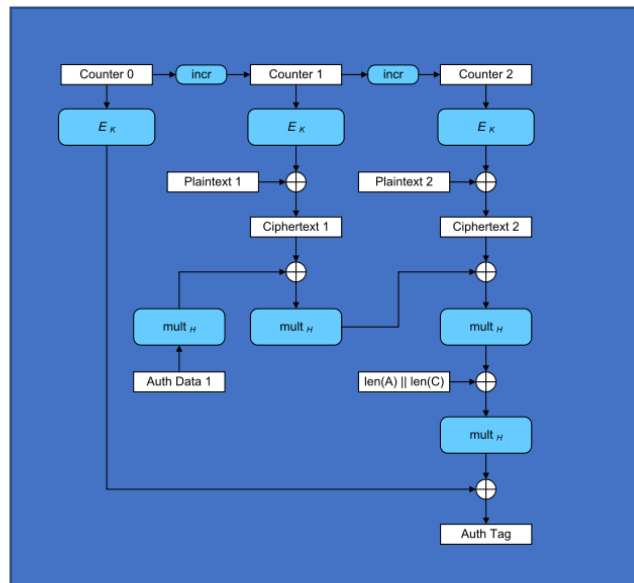 Counter 0
incr
Counter 1
incr
Counter 2
E K
E K
E K
Plaintext 1
Plaintext 2
Ciphertext 1
Ciphertext 2
mult H
mult H
mult H
Auth Data 1
len(A) || len(C)
mult H
Auth Tag